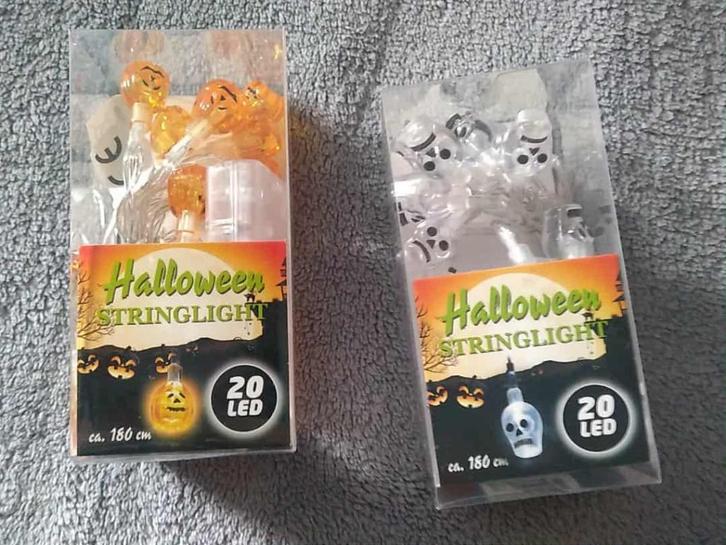 Halloween
STRINGLIGHT
20
LED
ca. 180 cm
Halloween
STRINGLIGHT
20
LED
ca. 180 cm